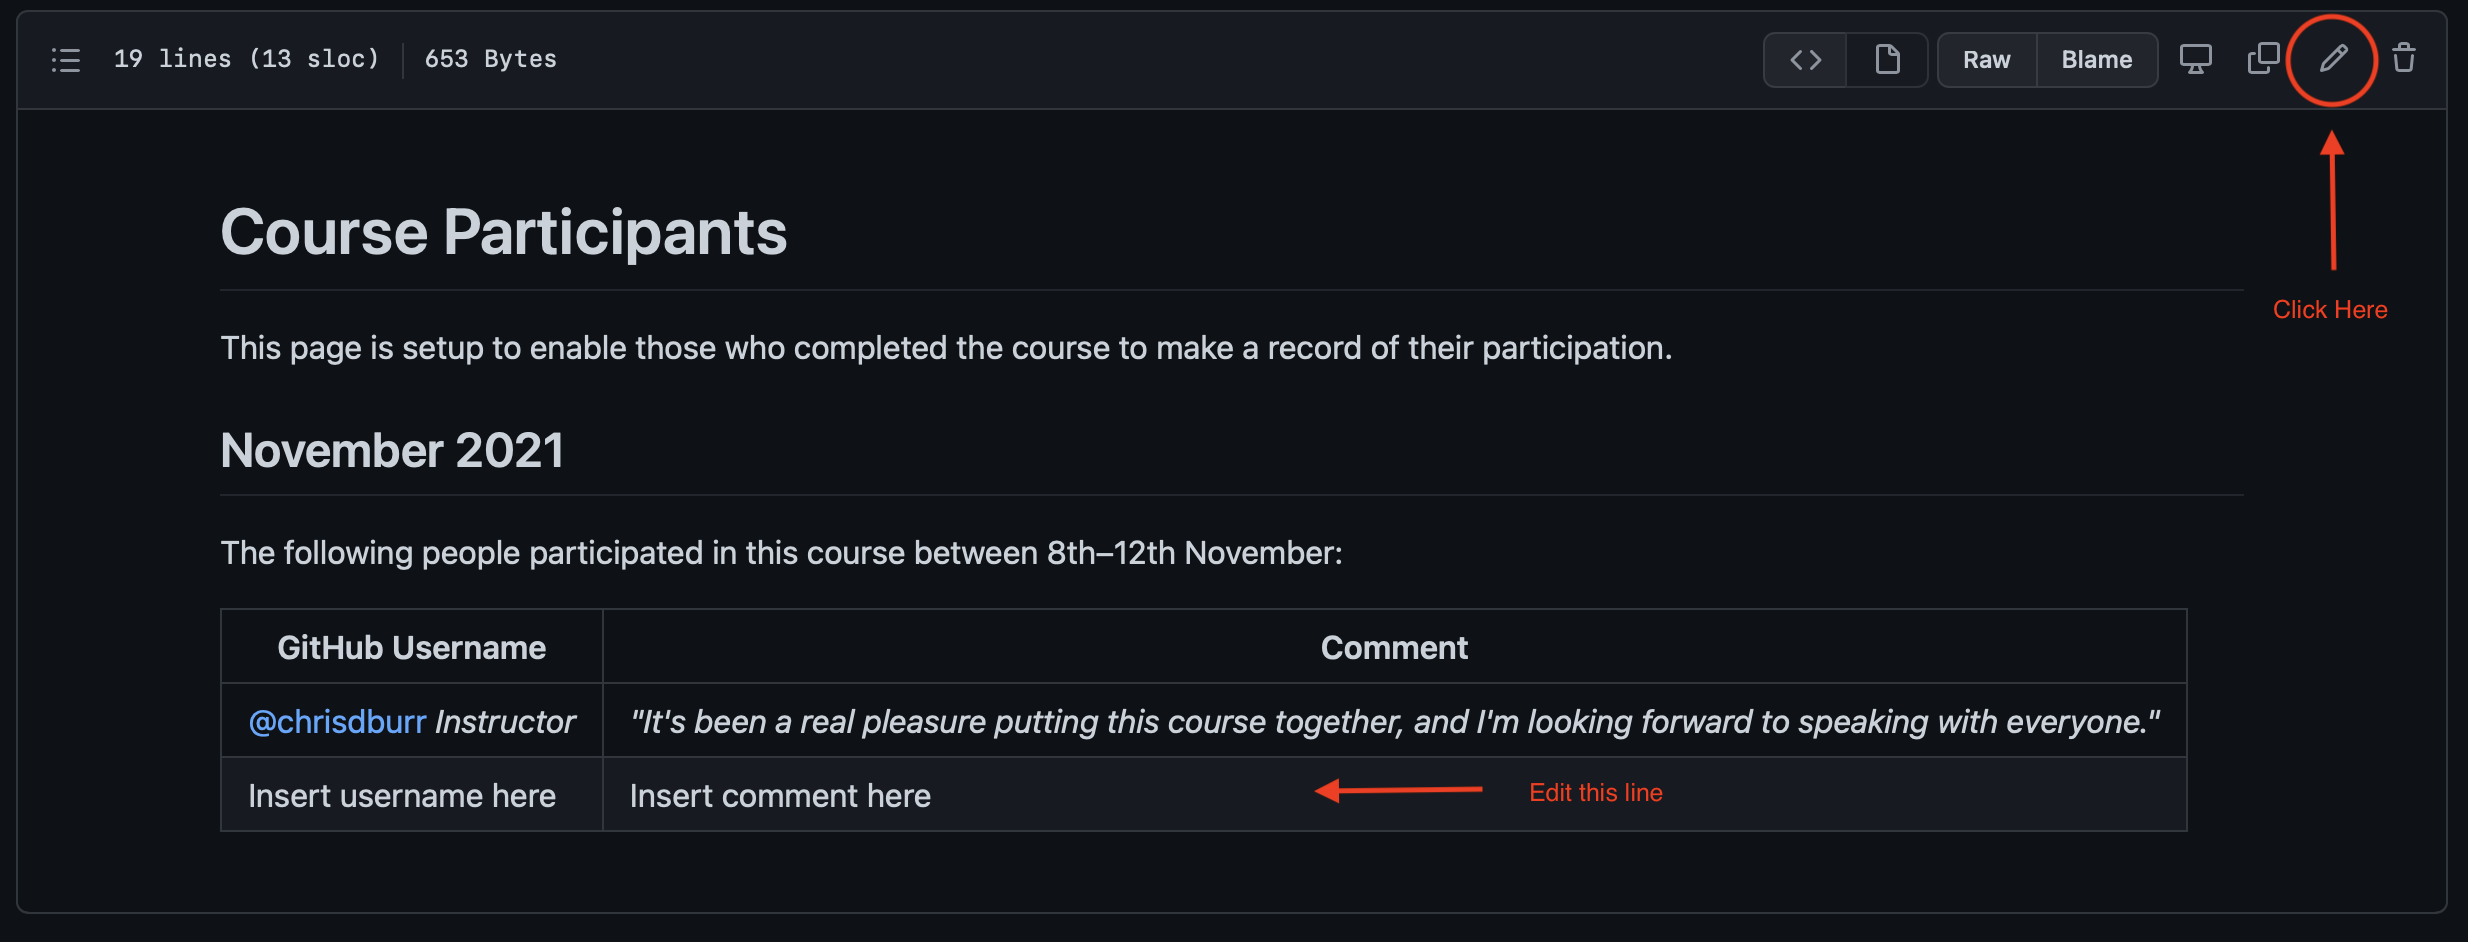 19 lines (13 sloc) 653 Bytes Raw Blame
Click Here
Course Participants
This page is setup to enable those who completed the course to make a record of their participation.
November 2021
The following people participated in this course between 8th–12th November:
GitHub Username Comment
@chrisdburr Instructor "It's been a real pleasure putting this course together, and I'm looking forward to speaking with everyone."
Insert username here Insert comment here Edit this line